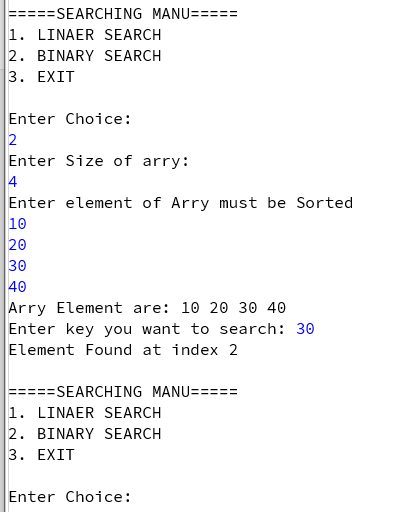 =====SEARCHING MANU=====
1. LINAER SEARCH
2. BINARY SEARCH
3. EXIT
Enter Choice:
2
Enter Size of arry:
4
Enter element of Arry must be Sorted
10
20
30
40
Arry Element are: 10 20 30 40
Enter key you want to search: 30
Element Found at index 2
=====SEARCHING MANU=====
1. LINAER SEARCH
2. BINARY SEARCH
3. EXIT
Enter Choice: